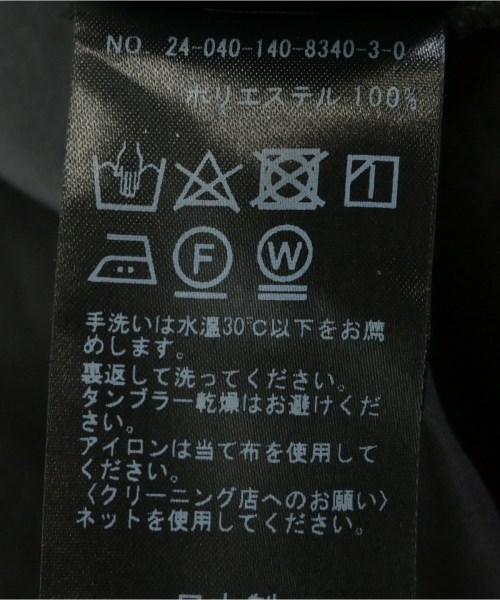 NO 24-040-140-8340-3-0
ポリエステル 100%
F
W
手洗いは水温30℃以下をお薦
めします。
裏返して洗ってください。
タンブラー乾燥はお避けくだ
さい。
アイロンは当て布を使用して
ください。
〈クリーニング店へのお願い〉
ネットを使用してください。